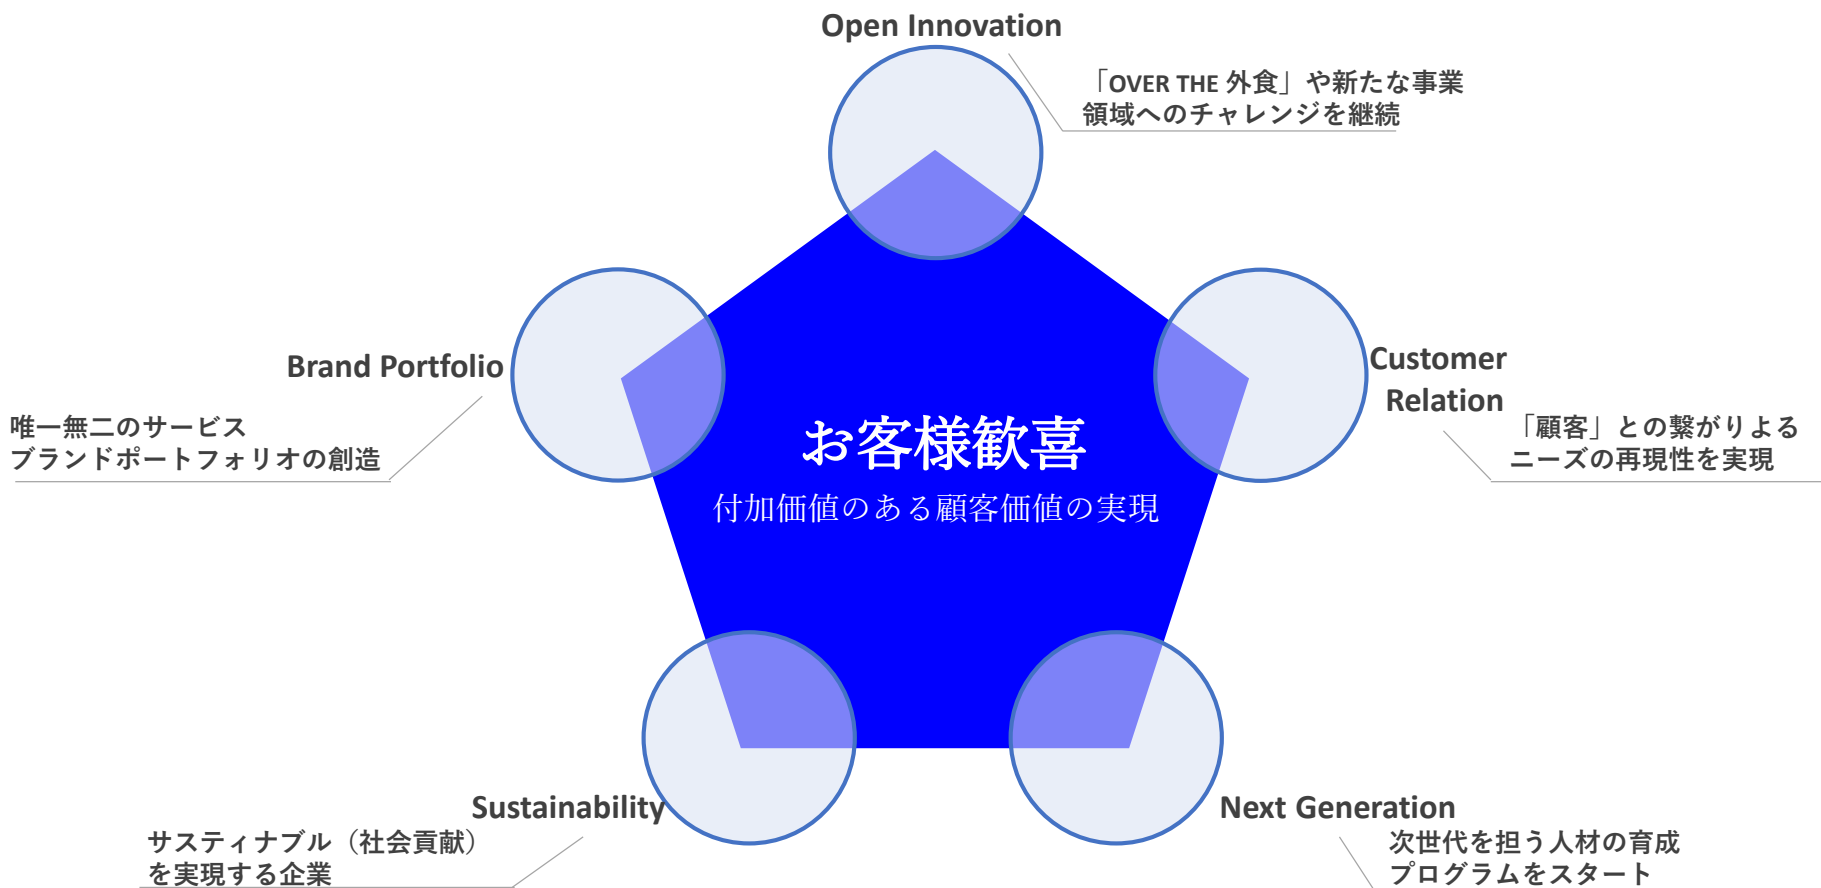 Open Innovation
「OVER THE 外食」や新たな事業
領域へのチャレンジを継続
Brand Portfolio
唯一無二のサービス
ブランドポートフォリオの創造
Customer
Relation
「顧客」との繋がりよる
ニーズの再現性を実現
お客様歓喜
付加価値のある顧客価値の実現
Sustainability
サスティナブル（社会貢献）
を実現する企業
Next Generation
次世代を担う人材の育成
プログラムをスタート